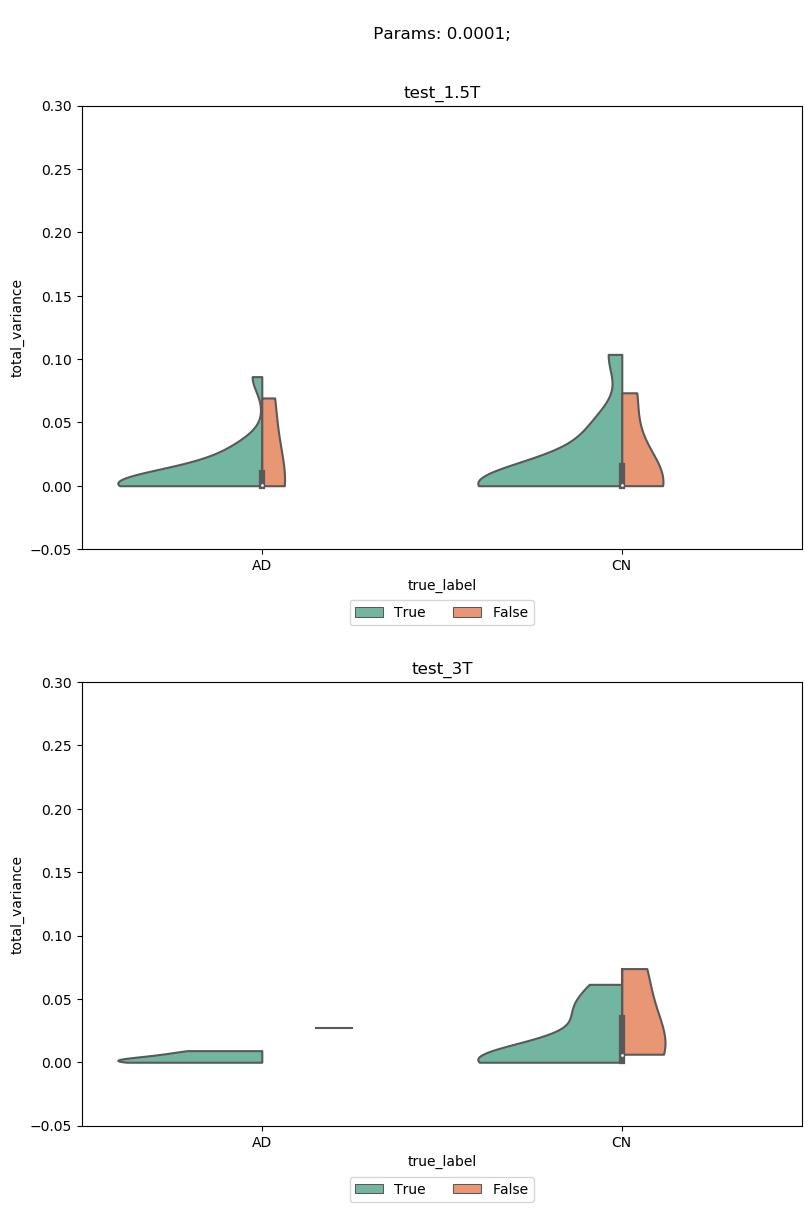 Params: 0.0001;
test_1.5T
0.30
0.25
0.20
0.15
0.10
0.05
0.00
−0.05
total_variance
AD CN
true_label
True False
test_3T
0.30
0.25
0.20
0.15
0.10
0.05
0.00
−0.05
total_variance
AD CN
true_label
True False